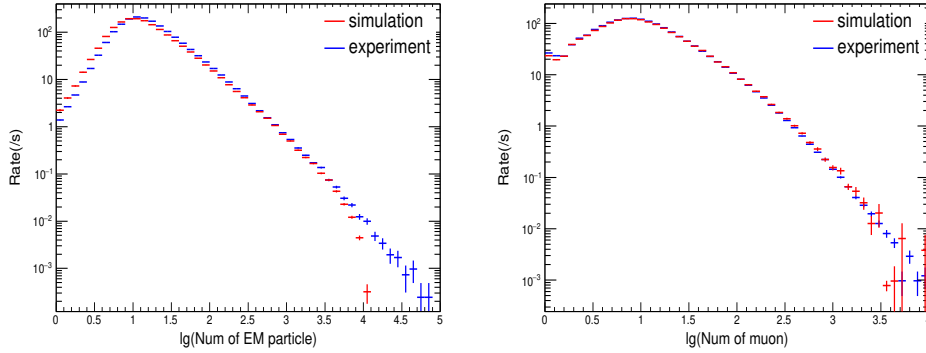 simulation
experiment
Rate(/s)
10²
10
1
10⁻¹
10⁻²
10⁻³
0 0.5 1 1.5 2 2.5 3 3.5 4 4.5 5
lg(Num of EM particle)
simulation
experiment
Rate(/s)
10²
10
1
10⁻¹
10⁻²
10⁻³
0 0.5 1 1.5 2 2.5 3 3.5
lg(Num of muon)